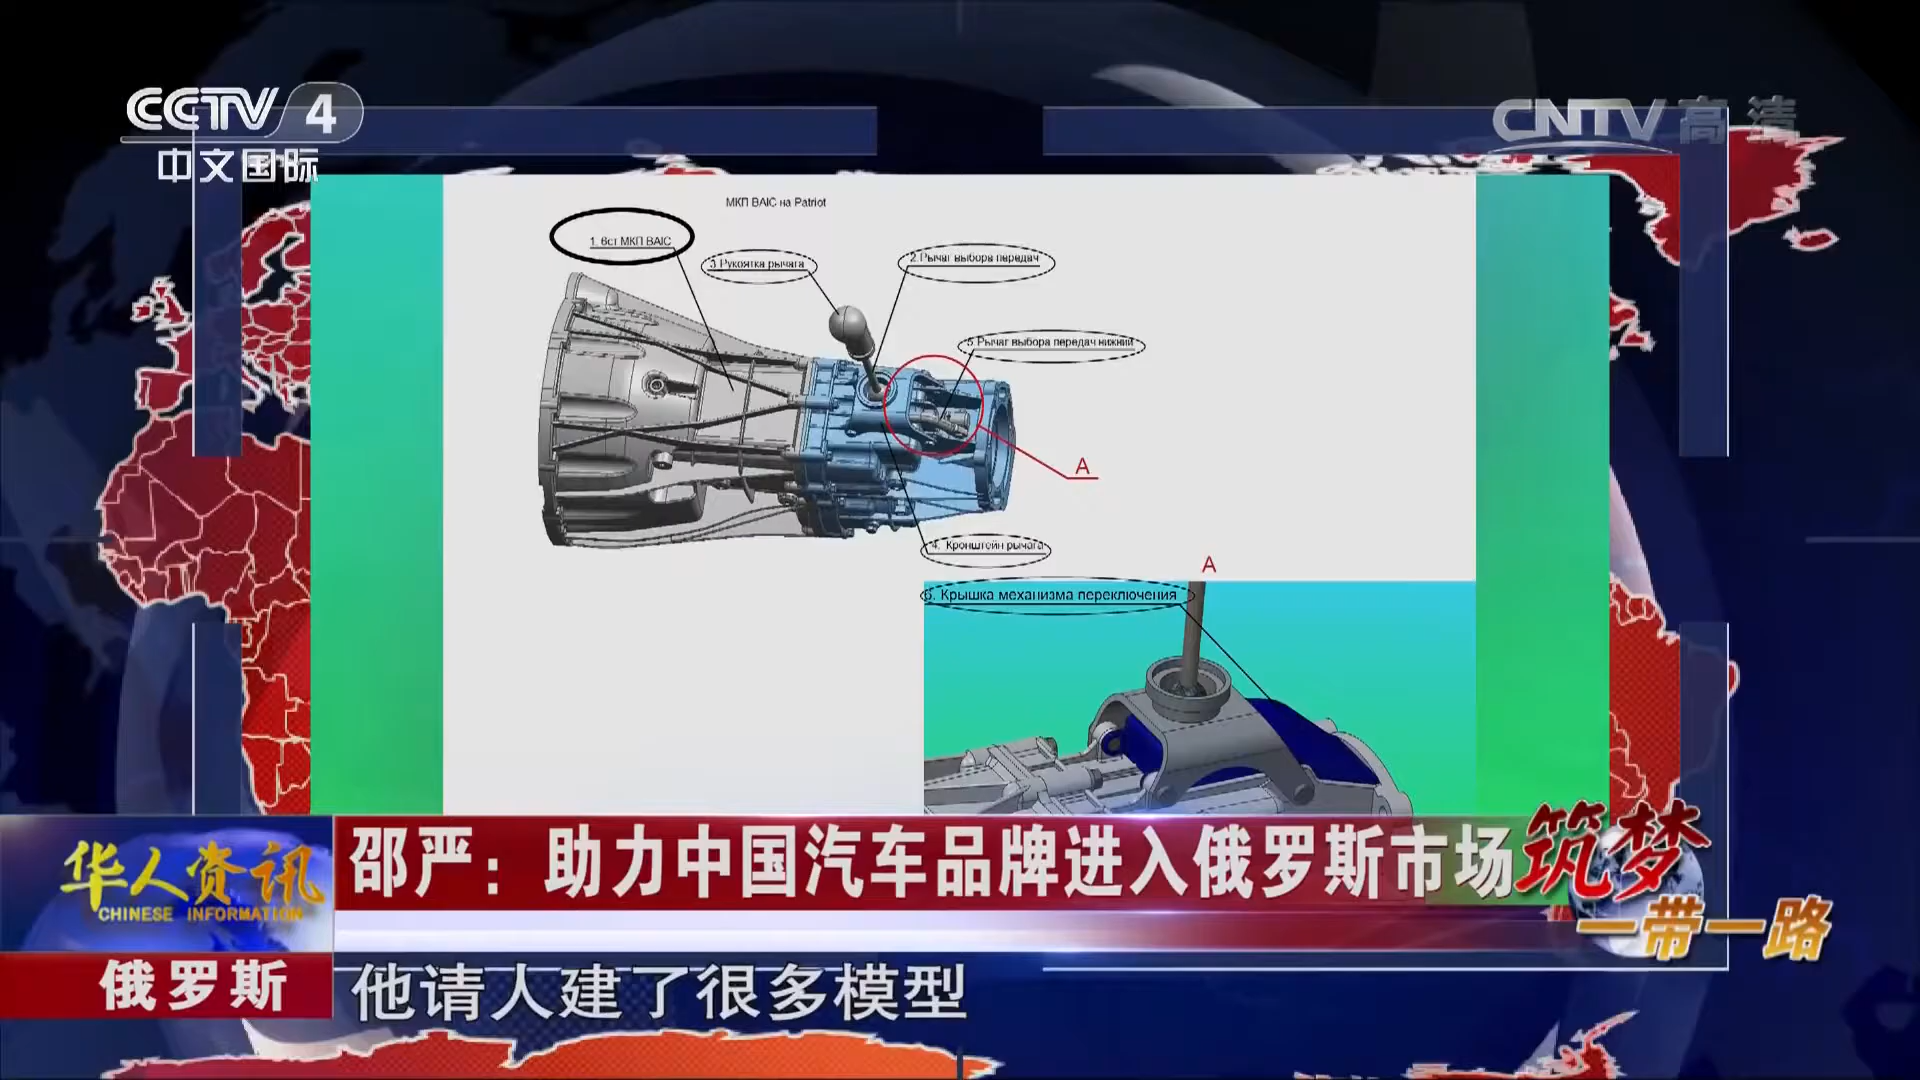 CCTV 4
中文国际
CNTV 高清
МКП BAIC на Patriot
1. 6ст МКП BAIC
3 Рукоятка рычага
2.Рычаг выбора передач
5 Рычаг выбора передач нижний
A
4. Кронштейн рычага
A
6. Крышка механизма переключения
华人资讯
CHINESE INFORMATION
邵严：助力中国汽车品牌进入俄罗斯市场
筑梦
一带一路
俄罗斯
他请人建了很多模型